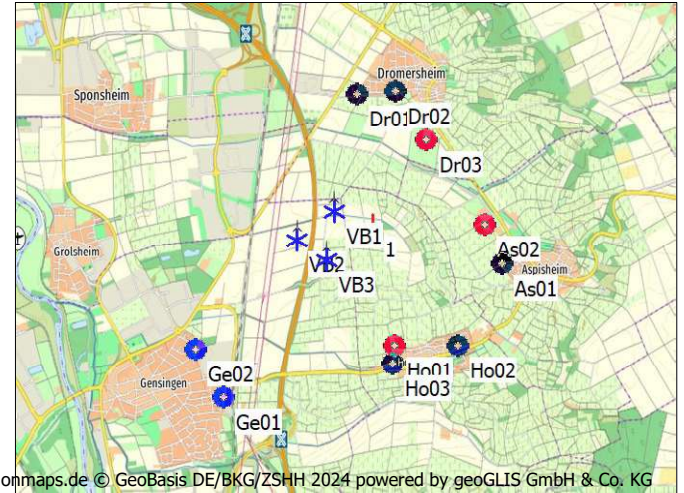 Dromersheim
Sponsheim
Dr01
Dr02
Dr03
Grolsheim
VB1
1
VB2
VB3
As02
Aspisheim
As01
Gensingen
Ge02
Ge01
Ho01
Ho02
Ho03
onmaps.de © GeoBasis DE/BKG/ZSHH 2024 powered by geoGLIS GmbH & Co. KG